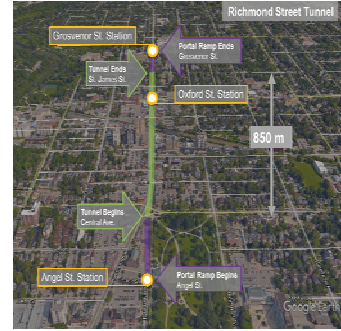 Richmond Street Tunnel
Grosvenor St. Station
Portal Ramp Ends
Grosvenor St.
Tunnel Ends
St. James St.
Oxford St. Station
850 m
Tunnel Begins
Central Ave.
Angel St. Station
Portal Ramp Begins
Angel St.
Google Earth